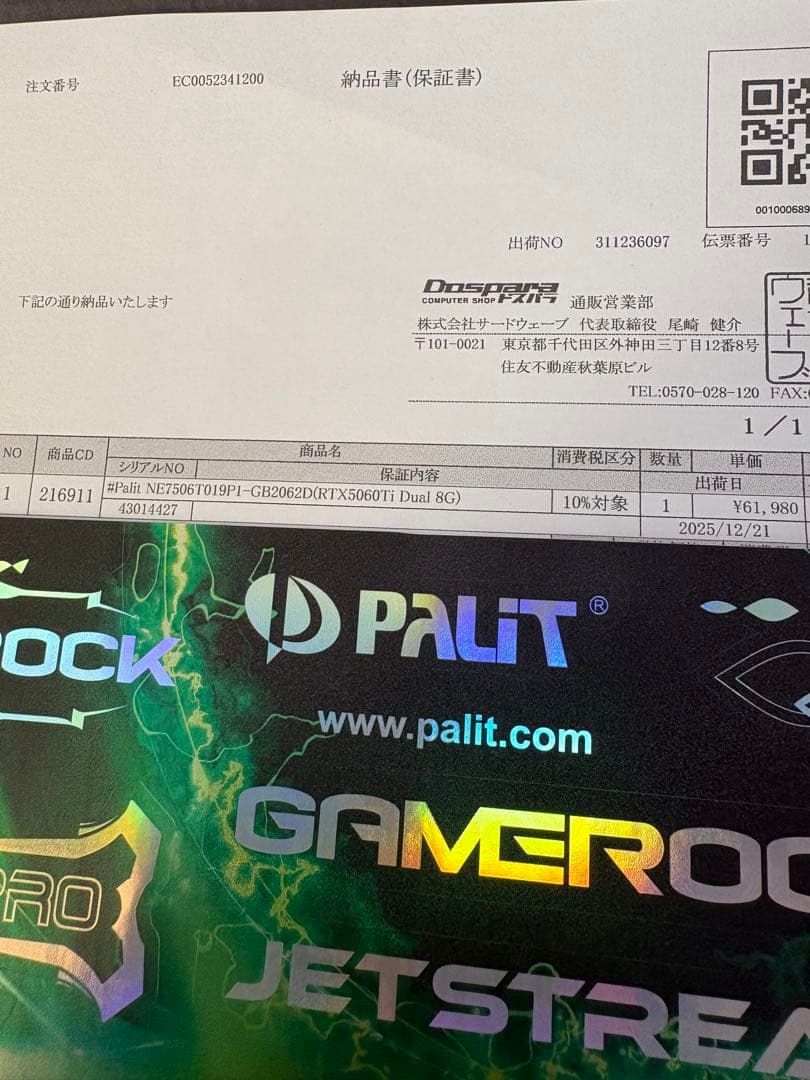 注文番号 EC0052341200 納品書(保証書)
001000689
出荷NO 311236097 伝票番号 1
下記の通り納品いたします
Dospara
COMPUTER SHOP ドスパラ 通販営業部
株式会社サードウェーブ 代表取締役 尾崎 健介
〒101-0021 東京都千代田区外神田三丁目12番8号
住友不動産秋葉原ビル
TEL:0570-028-120 FAX:
ウェーブ
1/1
NO 商品CD 商品名 消費税区分 数量 単価
シリアルNO 保証内容 出荷日
1 216911 #Palit NE7506T019P1-GB2062D(RTX5060Ti Dual 8G) 10%対象 1 ¥61,980
43014427 2025/12/21
PALiT®
OCK
www.palit.com
GAMEROC
PRO
JETSTREA